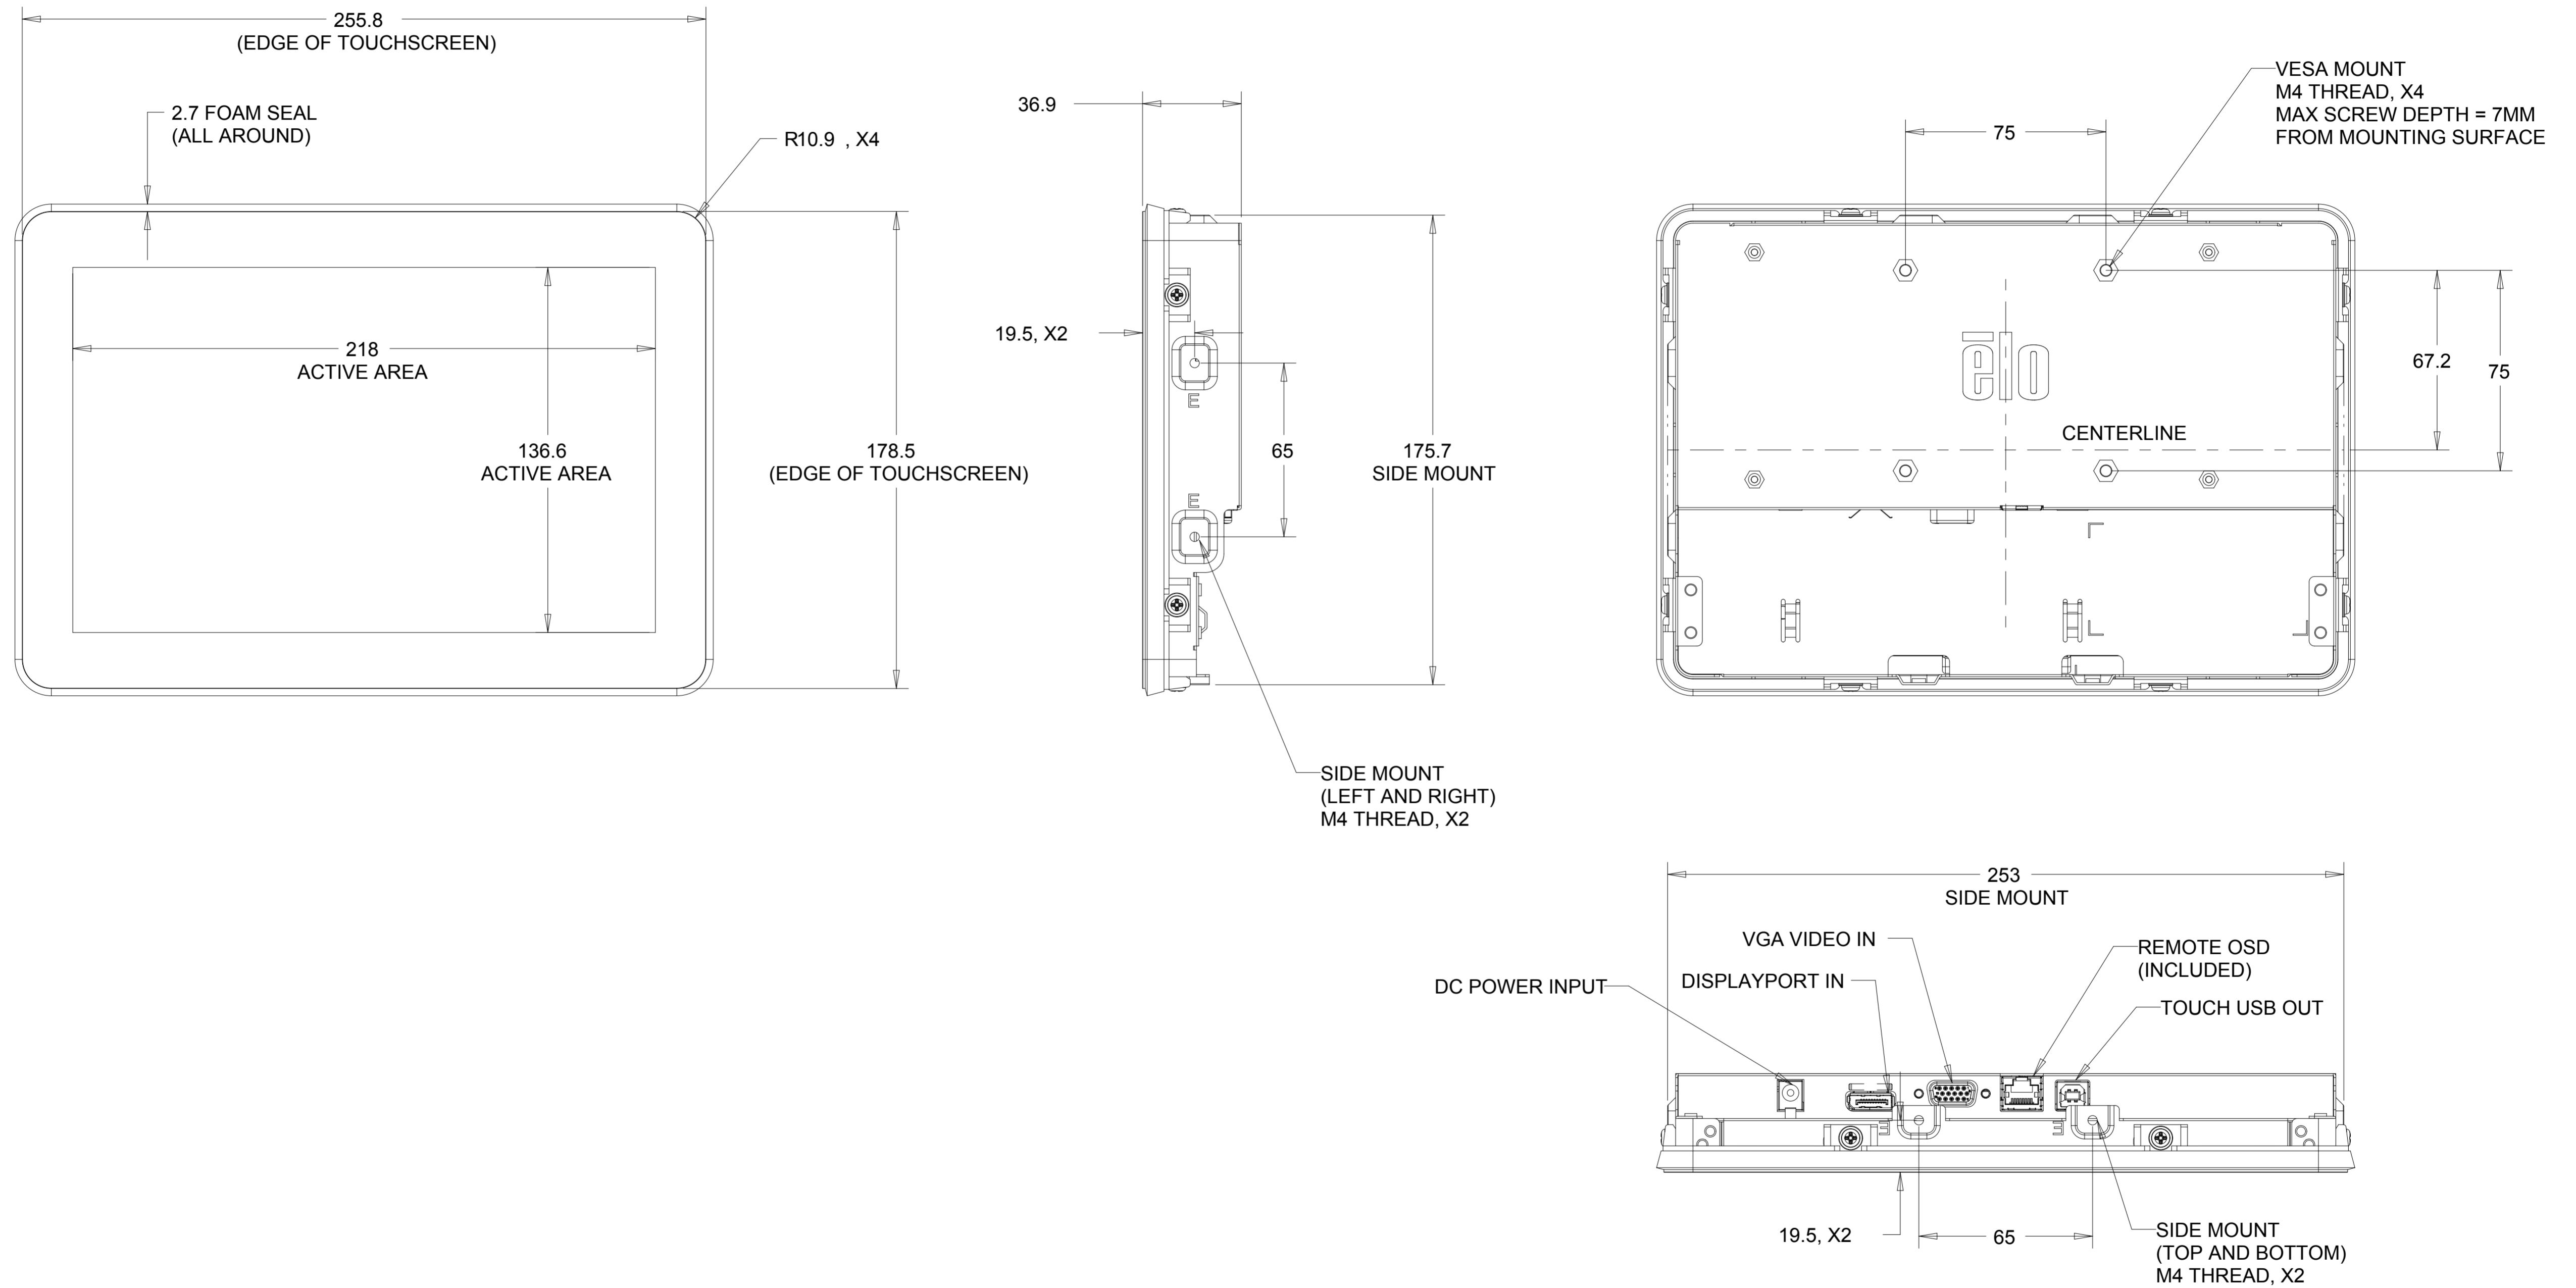 255.8
(EDGE OF TOUCHSCREEN)
2.7 FOAM SEAL
(ALL AROUND)
R10.9 , X4
218
ACTIVE AREA
136.6
ACTIVE AREA
178.5
(EDGE OF TOUCHSCREEN)
36.9
19.5, X2
E
65
E
175.7
SIDE MOUNT
SIDE MOUNT
(LEFT AND RIGHT)
M4 THREAD, X2
VESA MOUNT
M4 THREAD, X4
MAX SCREW DEPTH = 7MM
FROM MOUNTING SURFACE
75
elo
67.2
75
CENTERLINE
253
SIDE MOUNT
VGA VIDEO IN
DISPLAYPORT IN
DC POWER INPUT
REMOTE OSD
(INCLUDED)
TOUCH USB OUT
E
E
19.5, X2
65
SIDE MOUNT
(TOP AND BOTTOM)
M4 THREAD, X2